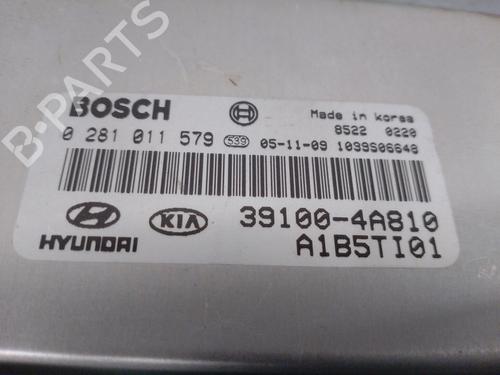 B-PARTS
BOSCH
Made in Korea
8522 0220
0 281 011 579 539 05-11-09 1039S06648
HYUNDAI
KIA
39100-4A810
A1B5TI01